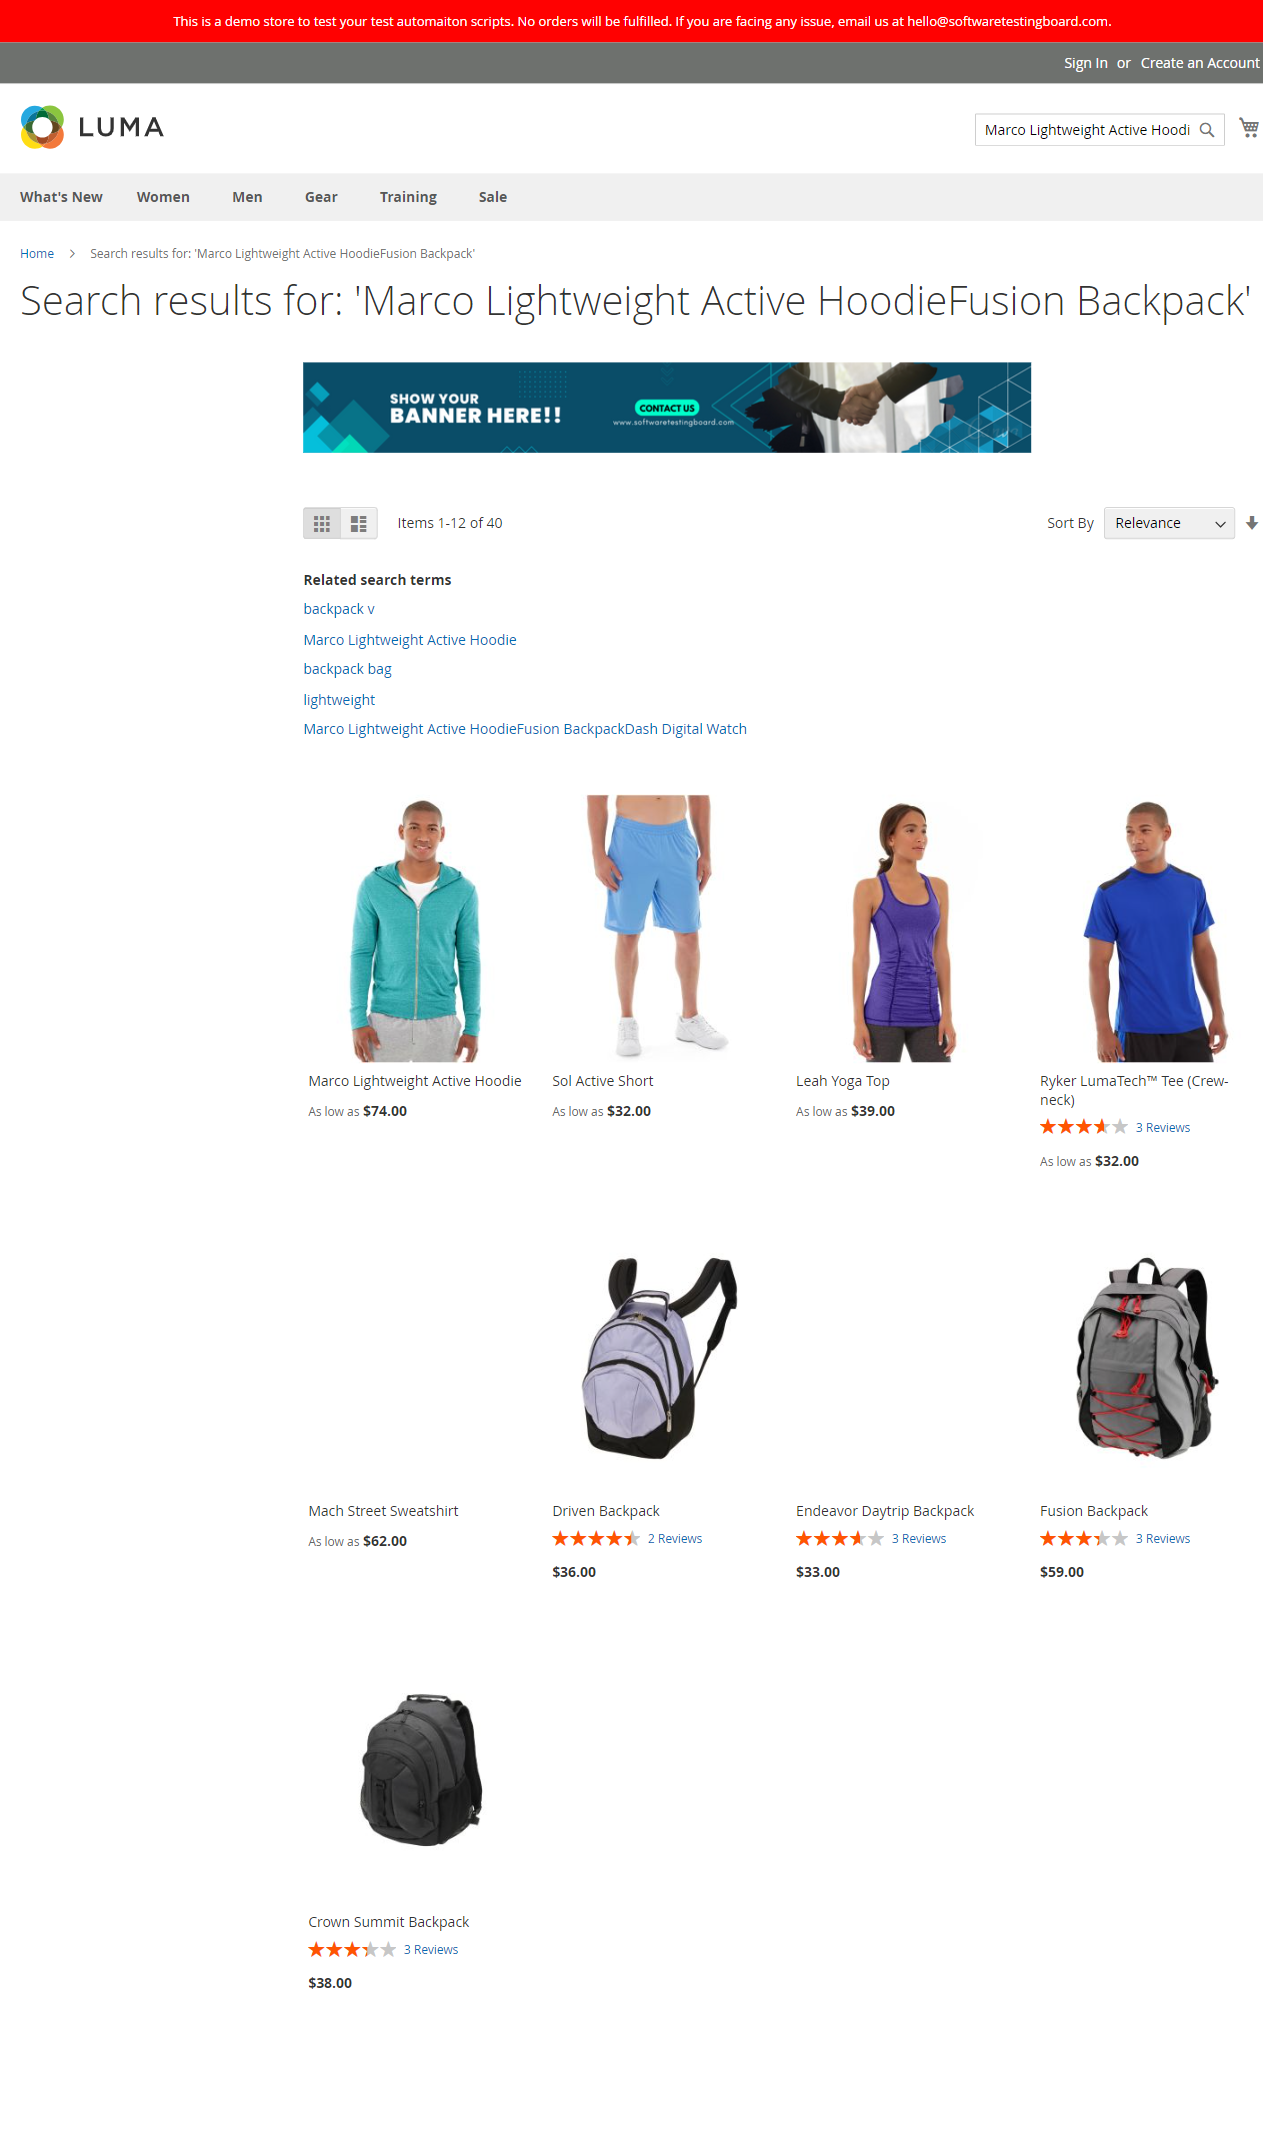 This is a demo store to test your test automaiton scripts. No orders will be fulfilled. If you are facing any issue, email us at hello@softwaretestingboard.com.
Sign In or Create an Account
LUMA
Marco Lightweight Active Hoodi
What's New Women Men Gear Training Sale
Home > Search results for: 'Marco Lightweight Active HoodieFusion Backpack'
Search results for: 'Marco Lightweight Active HoodieFusion Backpack'
SHOW YOUR
BANNER HERE!!
CONTACT US
www.softwaretestingboard.com
Items 1-12 of 40
Sort By Relevance
Related search terms
backpack v
Marco Lightweight Active Hoodie
backpack bag
lightweight
Marco Lightweight Active HoodieFusion BackpackDash Digital Watch
Marco Lightweight Active Hoodie
As low as $74.00
Sol Active Short
As low as $32.00
Leah Yoga Top
As low as $39.00
Ryker LumaTech™ Tee (Crew-
neck)
3 Reviews
As low as $32.00
Mach Street Sweatshirt
As low as $62.00
Driven Backpack
2 Reviews
$36.00
Endeavor Daytrip Backpack
3 Reviews
$33.00
Fusion Backpack
3 Reviews
$59.00
Crown Summit Backpack
3 Reviews
$38.00